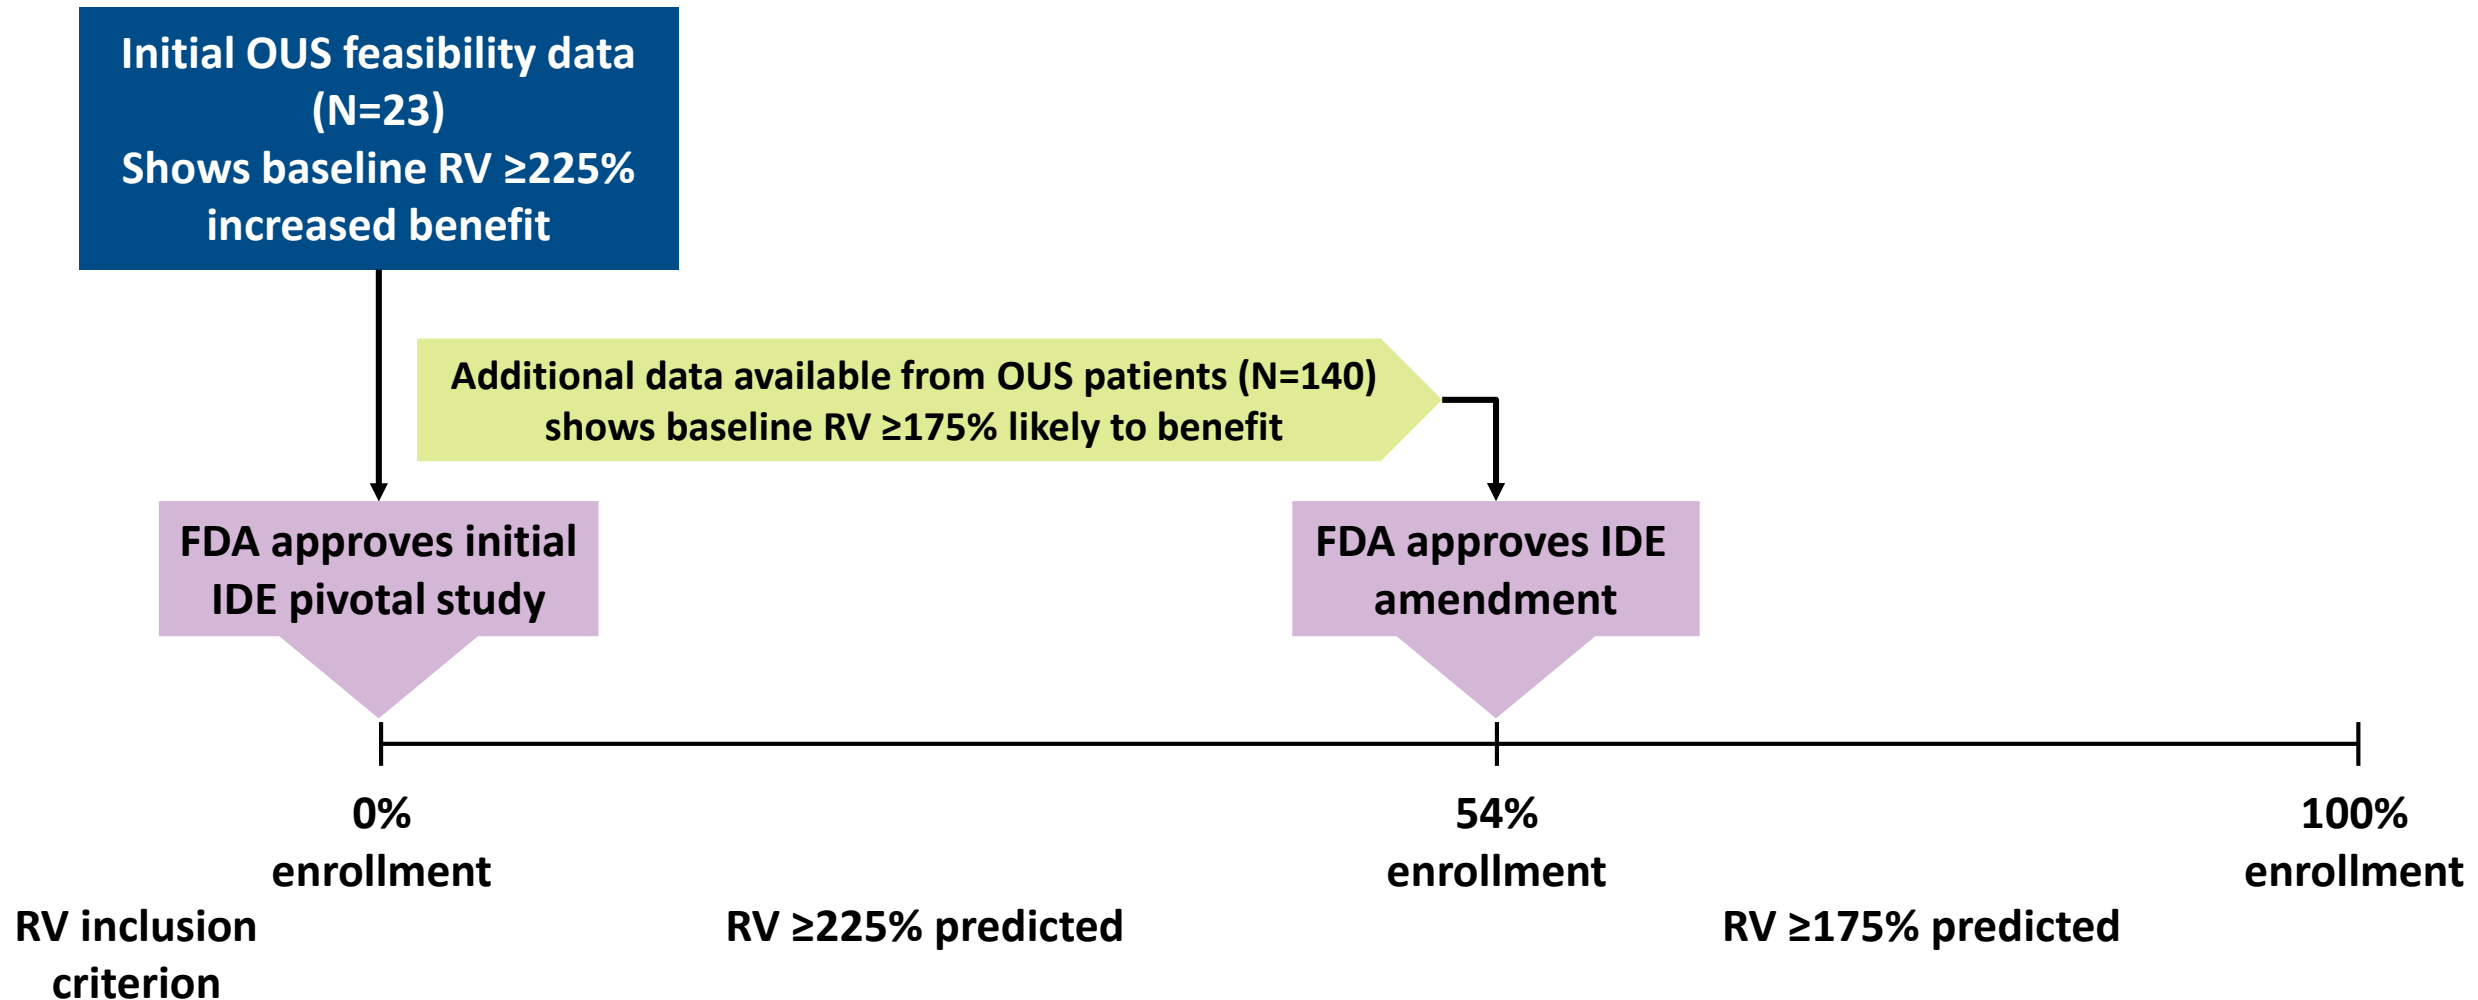 Initial OUS feasibility data
(N=23)
Shows baseline RV ≥225%
increased benefit
Additional data available from OUS patients (N=140)
shows baseline RV ≥175% likely to benefit
FDA approves initial
IDE pivotal study
FDA approves IDE
amendment
0%
enrollment
54%
enrollment
100%
enrollment
RV inclusion
criterion
RV ≥225% predicted
RV ≥175% predicted